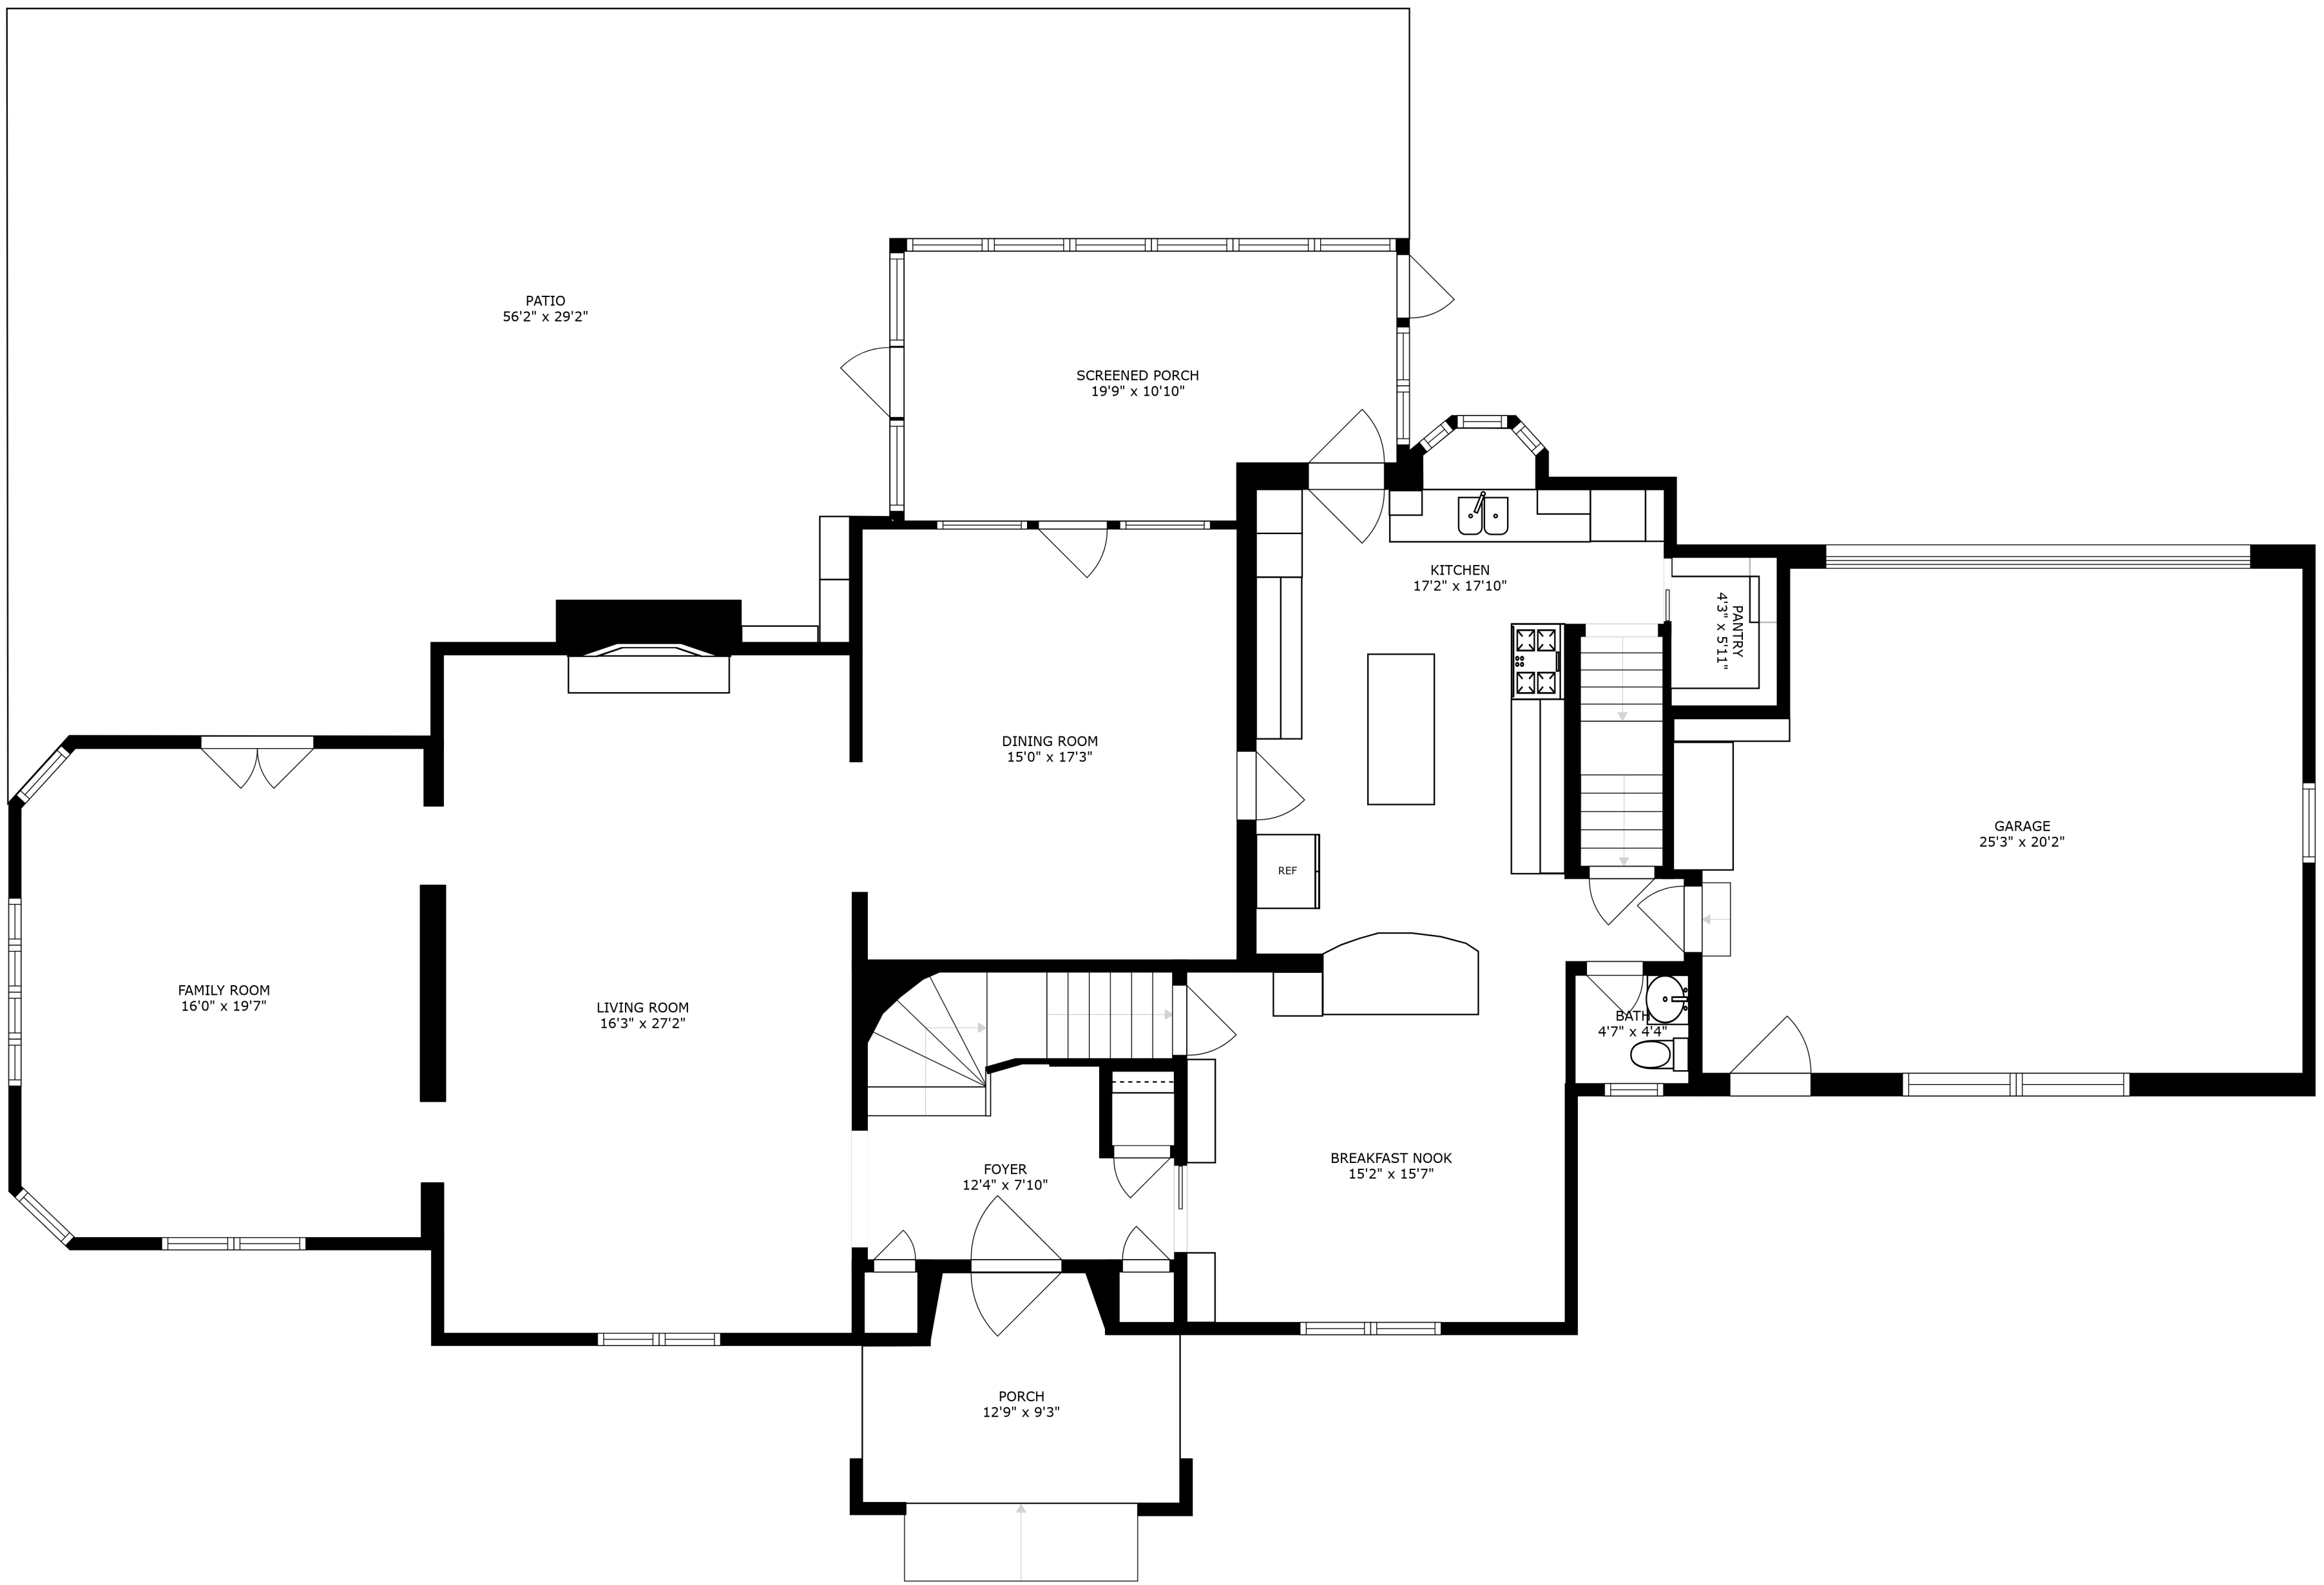 PATIO
56'2" x 29'2"
SCREENED PORCH
19'9" x 10'10"
KITCHEN
17'2" x 17'10"
PANTRY
4'3" x 5'11"
DINING ROOM
15'0" x 17'3"
GARAGE
25'3" x 20'2"
REF
FAMILY ROOM
16'0" x 19'7"
LIVING ROOM
16'3" x 27'2"
BATH
4'7" x 4'4"
FOYER
12'4" x 7'10"
BREAKFAST NOOK
15'2" x 15'7"
PORCH
12'9" x 9'3"